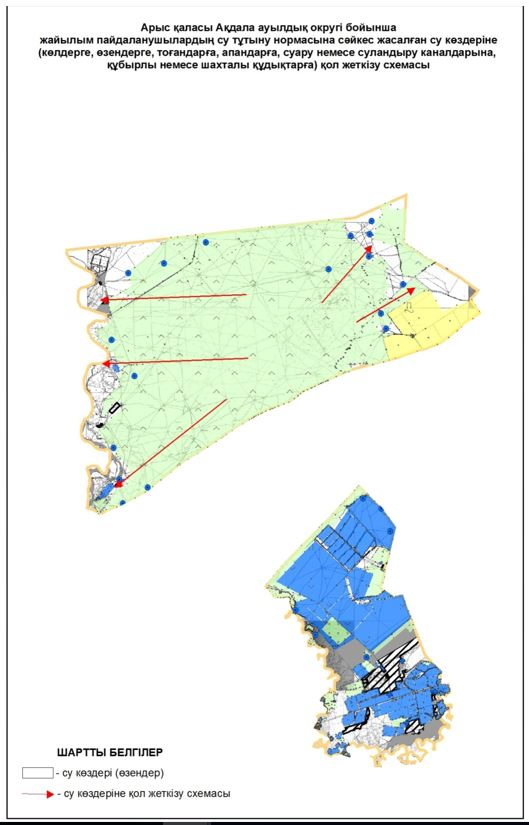 Арыс қаласы Ақдала ауылдық округі бойынша
жайылым пайдаланушылардың су тұтыну нормасына сәйкес жасалған су көздеріне
(көлдерге, өзендерге, тоғандарға, апандарға, суару немесе суландыру каналдарына,
құбырлы немесе шахталы құдықтарға) қол жеткізу схемасы
ШАРТТЫ БЕЛГІЛЕР
- су көздері (өзендер)
- су көздеріне қол жеткізу схемасы